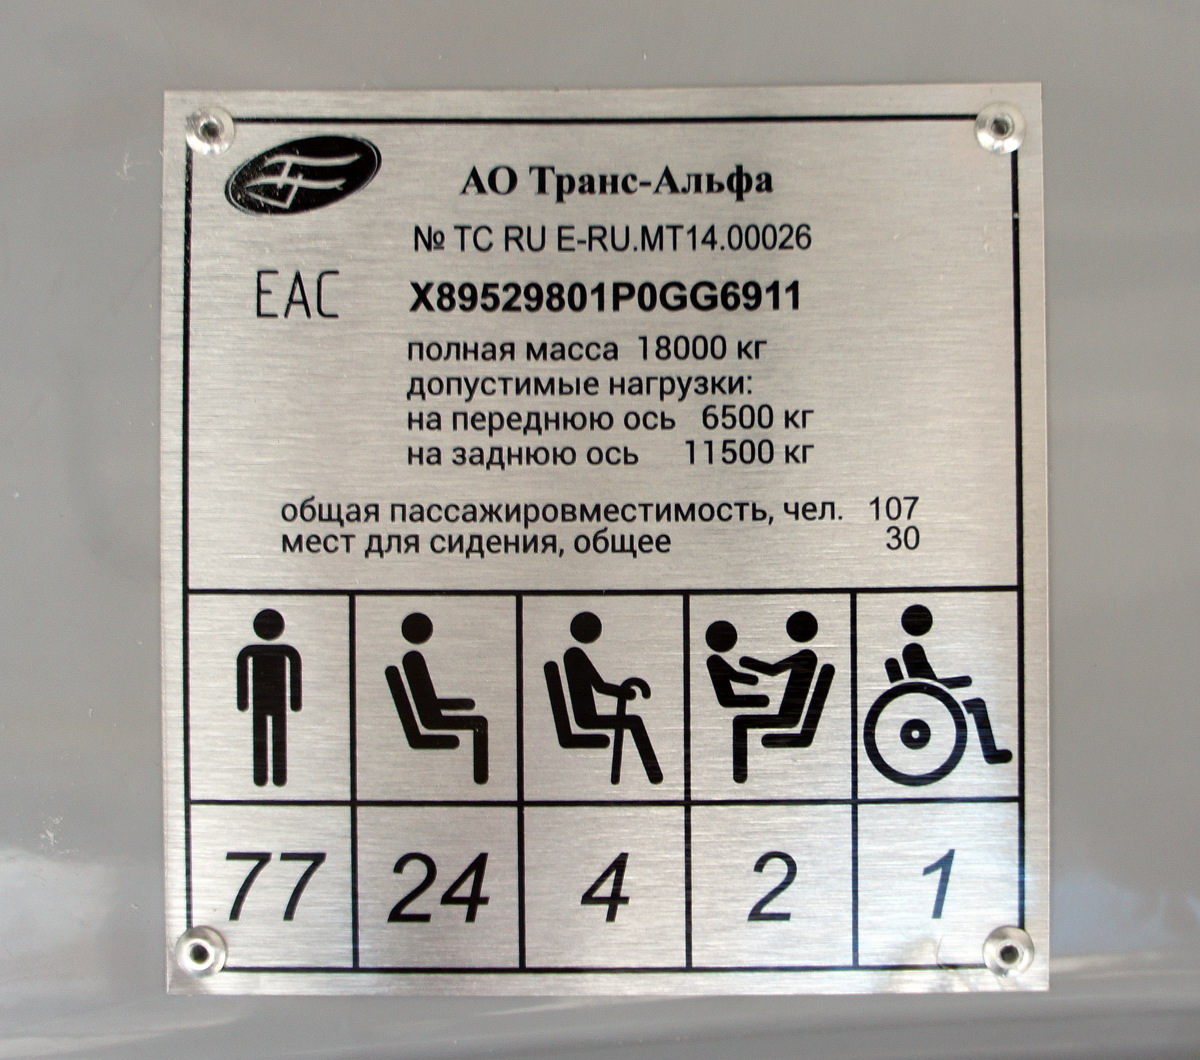 АО Транс-Альфа
№ ТС RU Е-RU.МТ14.00026
EAC
X89529801P0GG6911
полная масса 18000 кг
допустимые нагрузки:
на переднюю ось 6500 кг
на заднюю ось 11500 кг
общая пассажировместимость, чел. 107
мест для сидения, общее 30
77 24 4 2 1